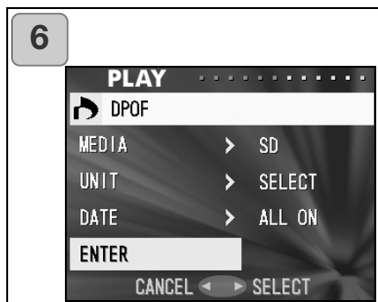 6
PLAY
DPOF
MEDIA > SD
UNIT > SELECT
DATE > ALL ON
ENTER
CANCEL ◄ ► SELECT